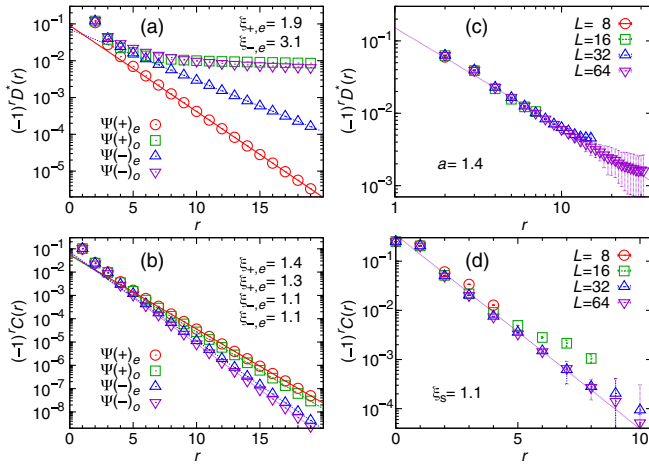 (a)
ξ+,e = 1.9
ξ−,e = 3.1
(-1)^r D*(r)
10^-1
10^-2
10^-3
10^-4
10^-5
Ψ(+)e
Ψ(+)o
Ψ(−)e
Ψ(−)o
0 5 10 15
r
(c)
L= 8
L=16
L=32
L=64
(-1)^r D*(r)
10^-1
10^-2
10^-3
a= 1.4
1 10
r
(b)
ξ+,e = 1.4
ξ+,e = 1.3
ξ−,e = 1.1
ξ−,e = 1.1
(-1)^r C(r)
10^-1
10^-2
10^-3
10^-4
10^-5
10^-6
10^-7
10^-8
Ψ(+)e
Ψ(+)o
Ψ(−)e
Ψ(−)o
0 5 10 15 20
r
(d)
L= 8
L=16
L=32
L=64
(-1)^r C(r)
10^-1
10^-2
10^-3
10^-4
ξs = 1.1
0 5 10
r